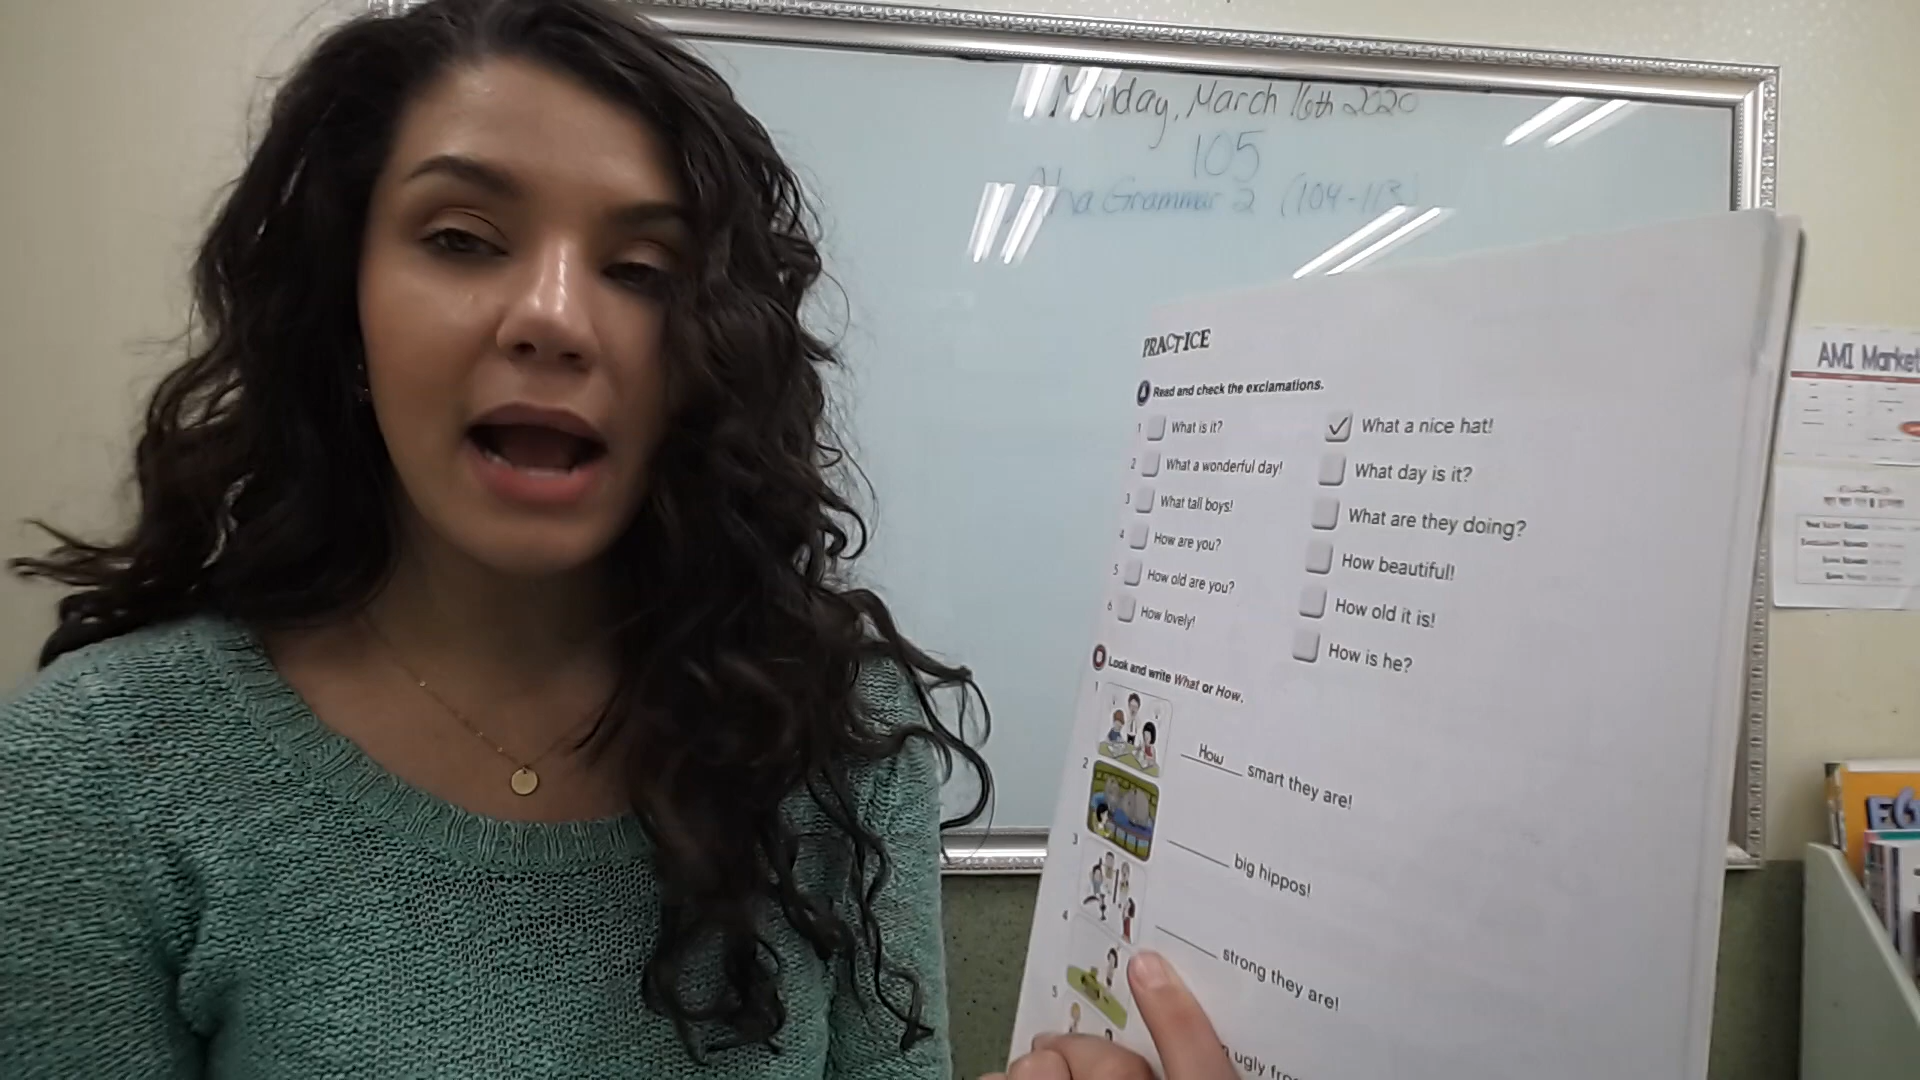 Monday, March 16th 2020
105
Grammar 2 (104-113)
AMI Market
PRACTICE
A Read and check the exclamations.
1 What is it? ✓ What a nice hat!
2 What a wonderful day! What day is it?
3 What tall boys! What are they doing?
4 How are you? How beautiful!
5 How old are you? How old it is!
6 How lovely! How is he?
B Look and write What or How.
1 How smart they are!
2 ______ big hippos!
3 ______ strong they are!
4
5
ugly